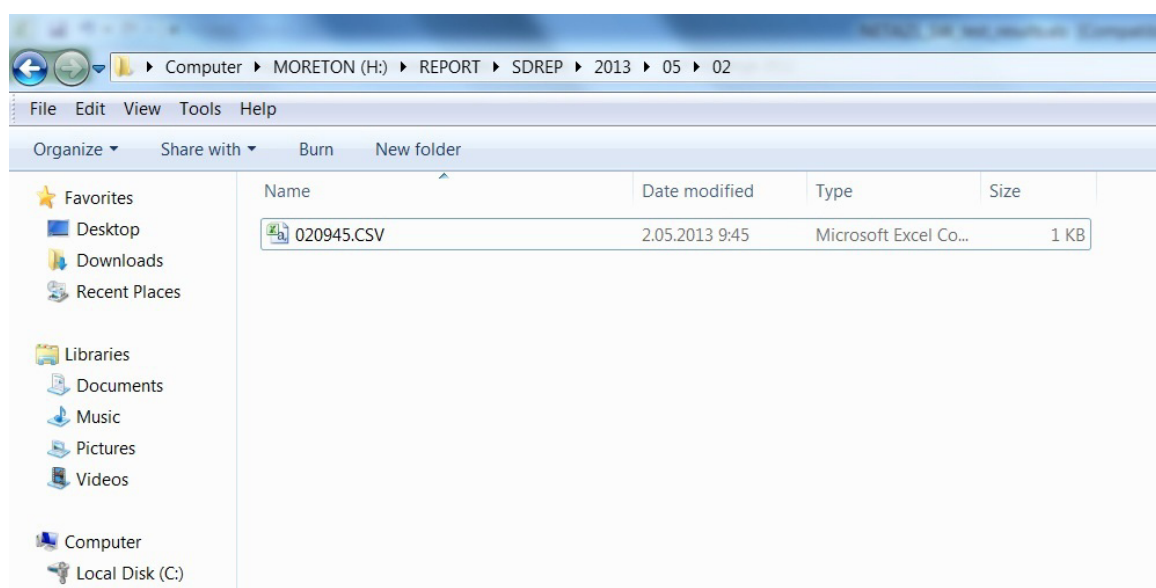 Computer ▸ MORETON (H:) ▸ REPORT ▸ SDREP ▸ 2013 ▸ 05 ▸ 02
File Edit View Tools Help
Organize Share with Burn New folder
Name Date modified Type Size
020945.CSV 2.05.2013 9:45 Microsoft Excel Co... 1 KB
Favorites
Desktop
Downloads
Recent Places
Libraries
Documents
Music
Pictures
Videos
Computer
Local Disk (C:)